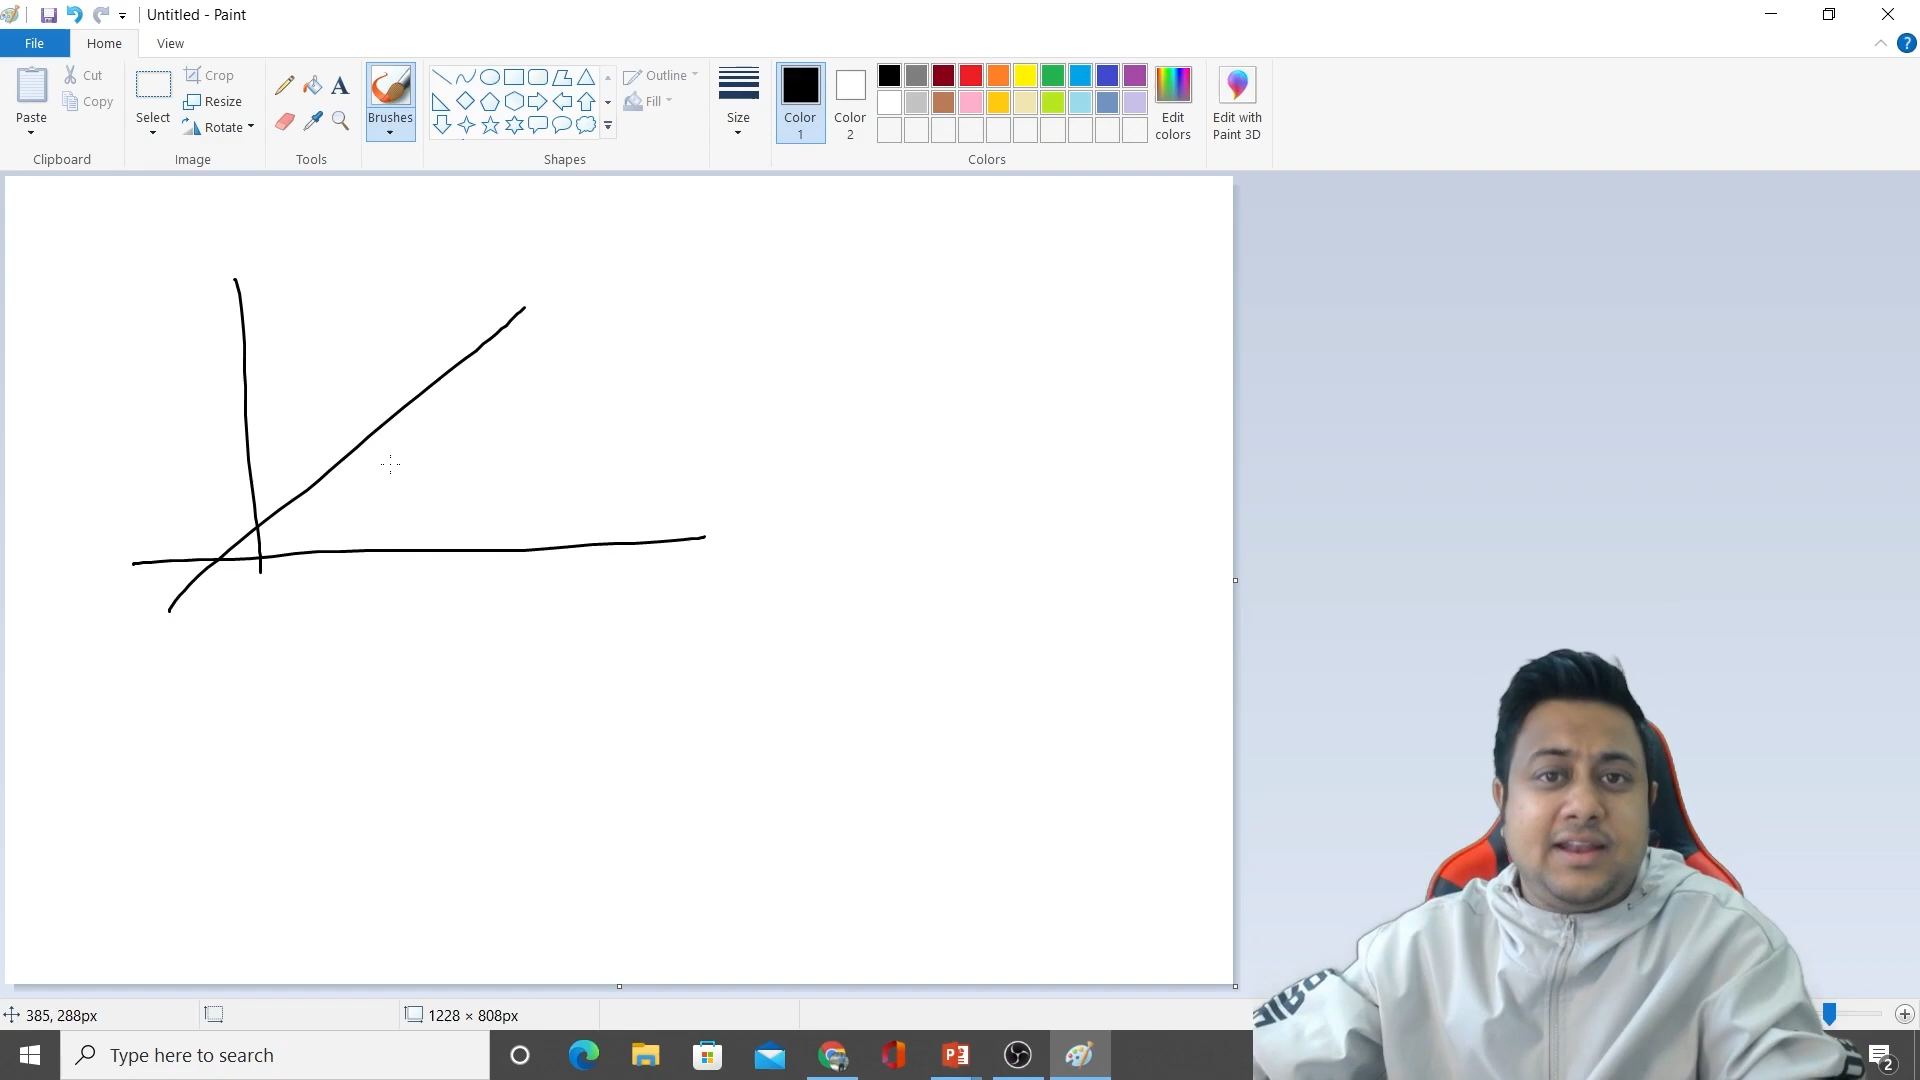 Untitled - Paint
File
Home
View
?
Paste
Cut
Copy
Clipboard
Select
Crop
Resize
Rotate
Image
A
Tools
Brushes
Outline
Fill
Shapes
Size
Color
1
Color
2
Edit
colors
Colors
Edit with
Paint 3D
385, 288px
1228 × 808px
Type here to search
2